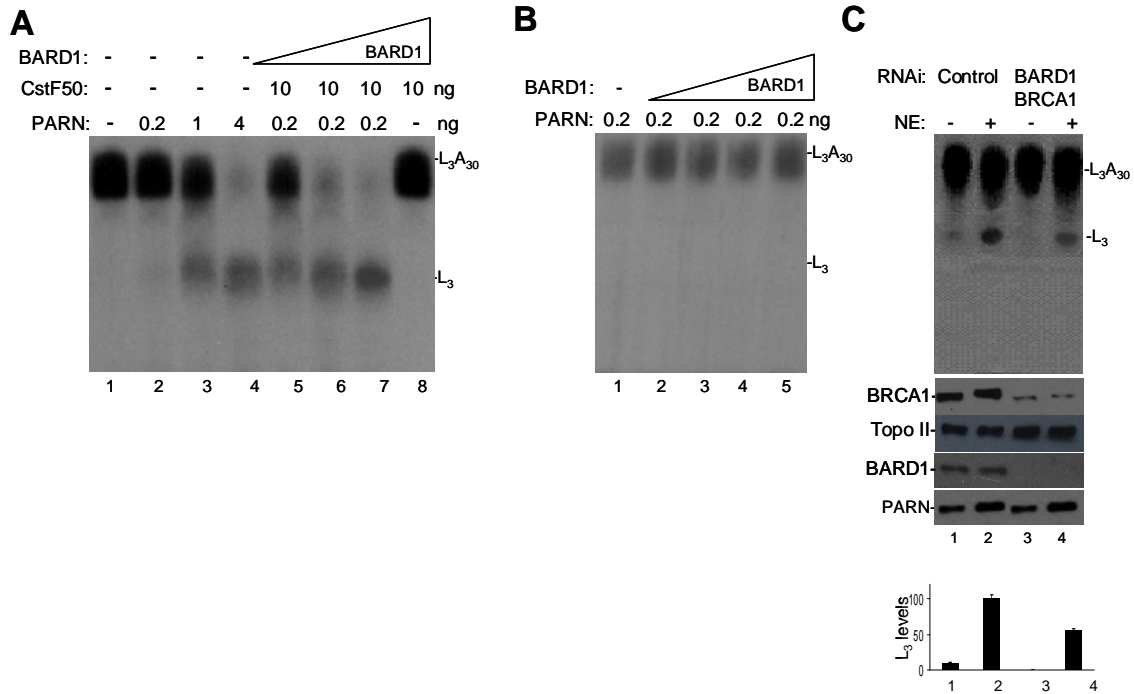 A
BARD1: - - - - BARD1
CstF50: - - - - 10 10 10 10 ng
PARN: - 0.2 1 4 0.2 0.2 0.2 - ng
-L3A30
-L3
1 2 3 4 5 6 7 8
B
BARD1: - BARD1
PARN: 0.2 0.2 0.2 0.2 0.2 ng
-L3A30
-L3
1 2 3 4 5
C
RNAi: Control BARD1
BRCA1
NE: - + - +
-L3A30
-L3
BRCA1-
Topo II-
BARD1-
PARN-
1 2 3 4
L3 levels
100
50
0
1 2 3 4